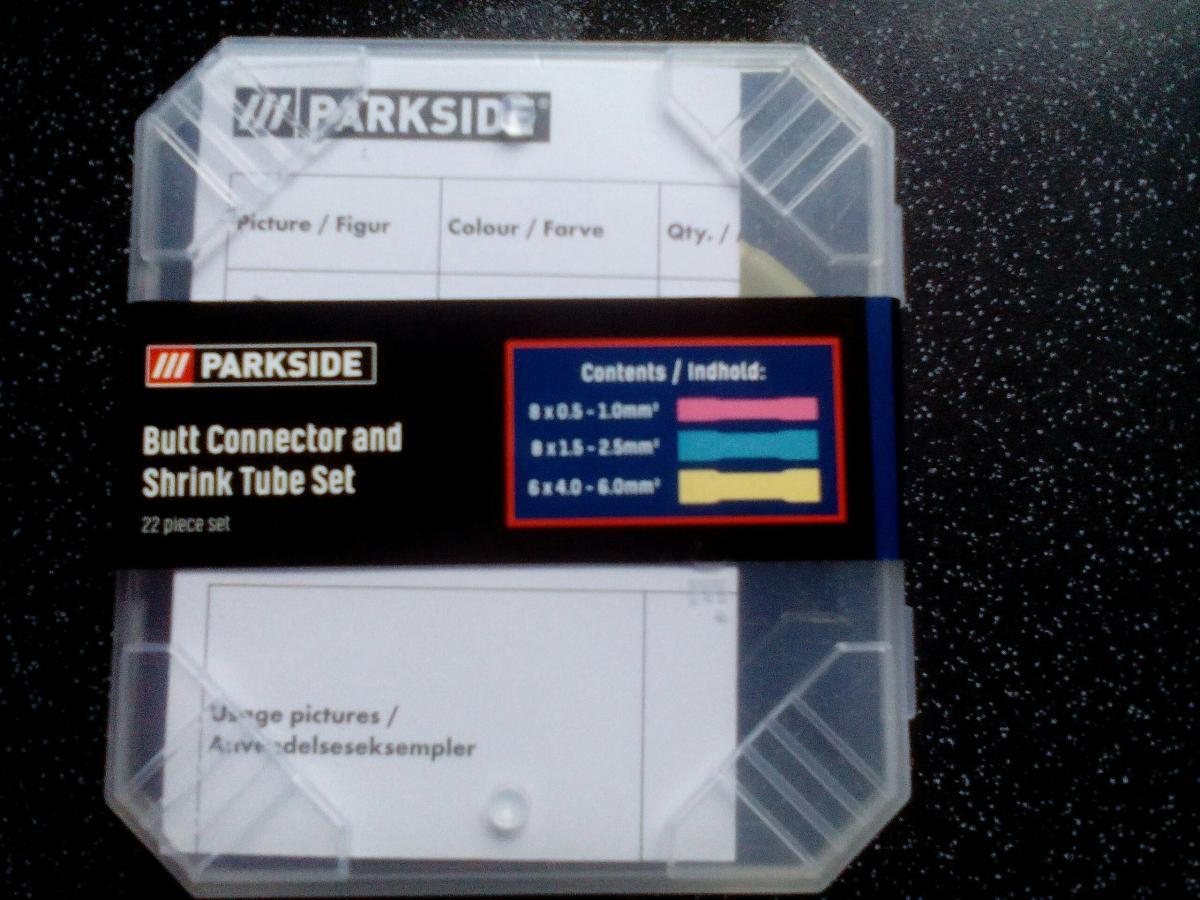 PARKSIDE
Picture / Figur
Colour / Farve
Qty. /
PARKSIDE
Butt Connector and
Shrink Tube Set
22 piece set
Contents / Indhold:
8 x 0.5 - 1.0mm²
8 x 1.5 - 2.5mm²
6 x 4.0 - 6.0mm²
Usage pictures /
Anvendelseseksempler